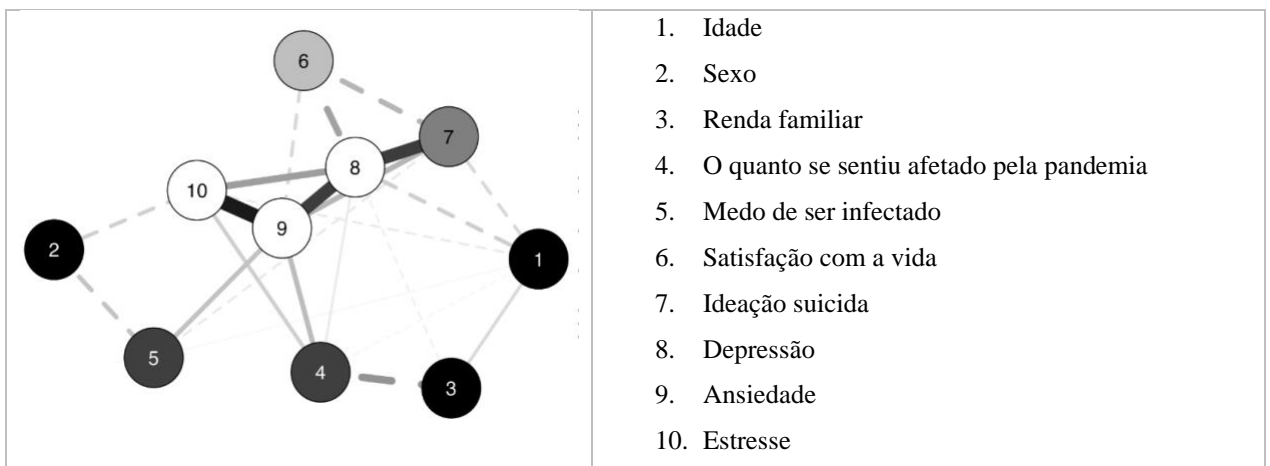 6
7
8
10
9
2
1
5
4
3
1. Idade
2. Sexo
3. Renda familiar
4. O quanto se sentiu afetado pela pandemia
5. Medo de ser infectado
6. Satisfação com a vida
7. Ideação suicida
8. Depressão
9. Ansiedade
10. Estresse